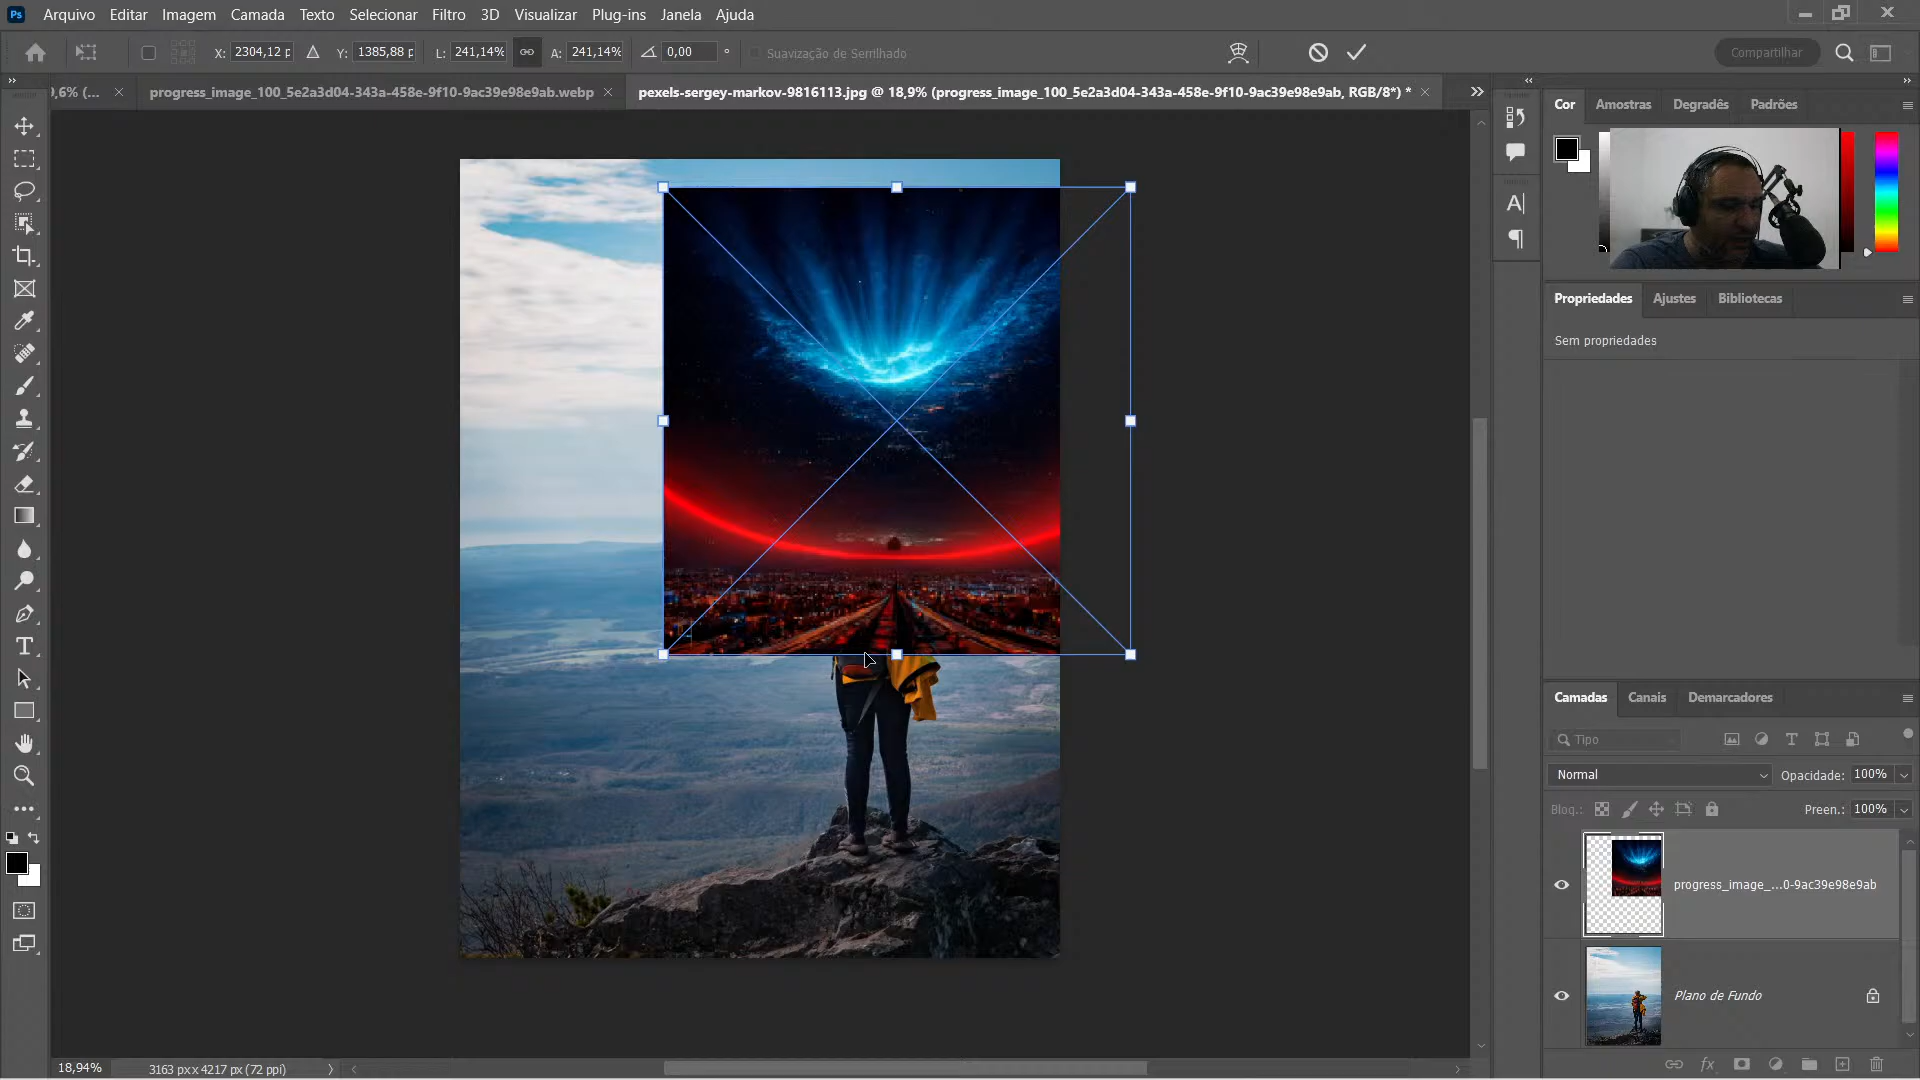 Ps Arquivo Editar Imagem Camada Texto Selecionar Filtro 3D Visualizar Plug-ins Janela Ajuda
X: 2304,12 p Y: 1385,88 p L: 241,14% A: 241,14% 0,00 ° Suavização de Serrilhado Compartilhar
9,6% (... × progress_image_100_5e2a3d04-343a-458e-9f10-9ac39e98e9ab.webp × pexels-sergey-markov-9816113.jpg @ 18,9% (progress_image_100_5e2a3d04-343a-458e-9f10-9ac39e98e9ab, RGB/8*) * ×
Cor Amostras Degradês Padrões
Propriedades Ajustes Bibliotecas
Sem propriedades
Camadas Canais Demarcadores
Tipo
Normal Opacidade: 100%
Bloq.: Preen.: 100%
progress_image_...0-9ac39e98e9ab
Plano de Fundo
18,94% 3163 px x 4217 px (72 ppi)